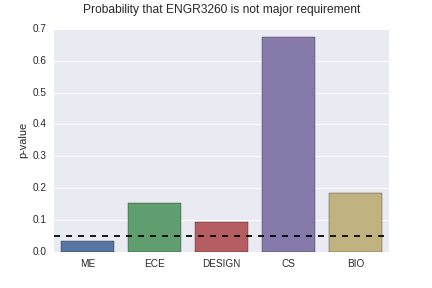 Probability that ENGR3260 is not major requirement
0.7
0.6
0.5
0.4
0.3
0.2
0.1
0.0
p-value
ME ECE DESIGN CS BIO